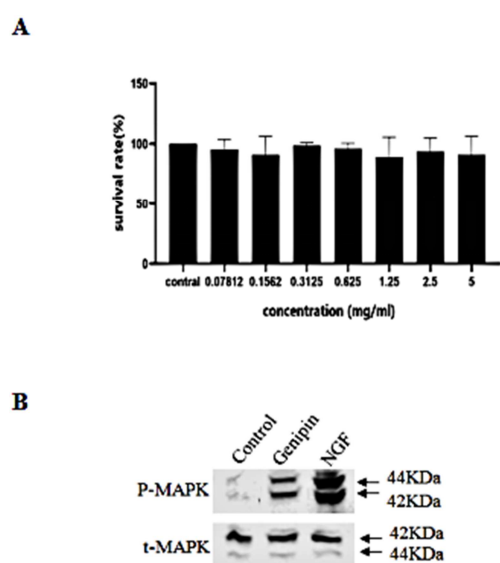 A
150
100
50
0
survival rate(%)
contral 0.07812 0.1562 0.3125 0.625 1.25 2.5 5
concentration (mg/ml)
B
Control Genipin NGF
P-MAPK
44KDa
42KDa
t-MAPK
42KDa
44KDa